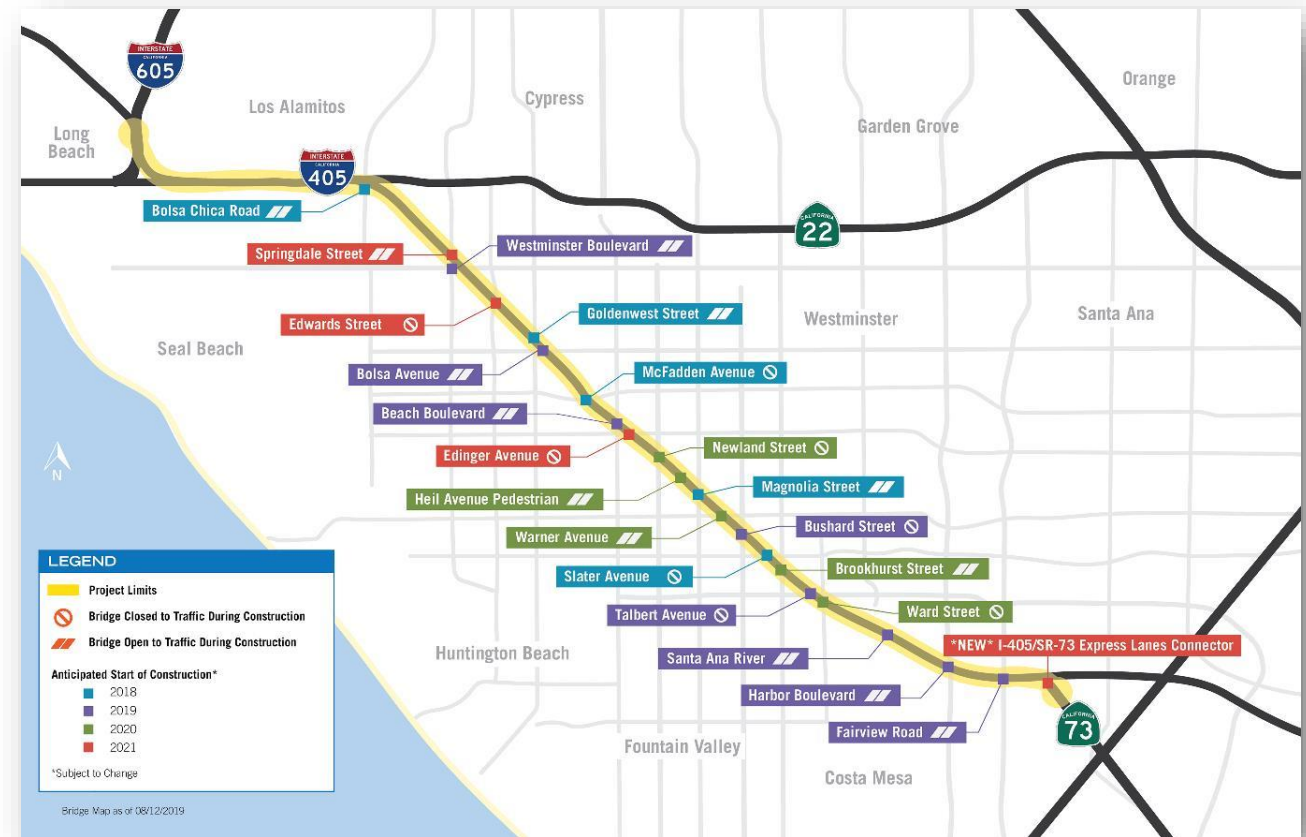 INTERSTATE
CALIFORNIA
605
Los Alamitos
Cypress
Orange
Long
Beach
Garden Grove
INTERSTATE
CALIFORNIA
405
Bolsa Chica Road
CALIFORNIA
22
Westminster Boulevard
Springdale Street
Goldenwest Street
Edwards Street
Westminster
Santa Ana
Seal Beach
Bolsa Avenue
McFadden Avenue
Beach Boulevard
Newland Street
Edinger Avenue
Magnolia Street
Heil Avenue Pedestrian
N
Bushard Street
Warner Avenue
Brookhurst Street
Slater Avenue
Ward Street
Talbert Avenue
*NEW* I-405/SR-73 Express Lanes Connector
Huntington Beach
Santa Ana River
Harbor Boulevard
Fairview Road
CALIFORNIA
73
Fountain Valley
Costa Mesa
LEGEND
Project Limits
Bridge Closed to Traffic During Construction
Bridge Open to Traffic During Construction
Anticipated Start of Construction*
2018
2019
2020
2021
*Subject to Change
Bridge Map as of 08/12/2019